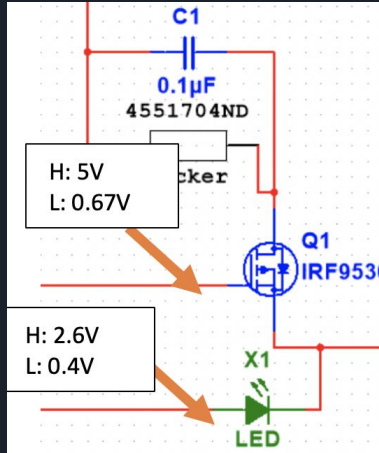 C1
0.1µF
4551704ND
H: 5V
L: 0.67V
Q1
H: 2.6V
L: 0.4V
X1
LED